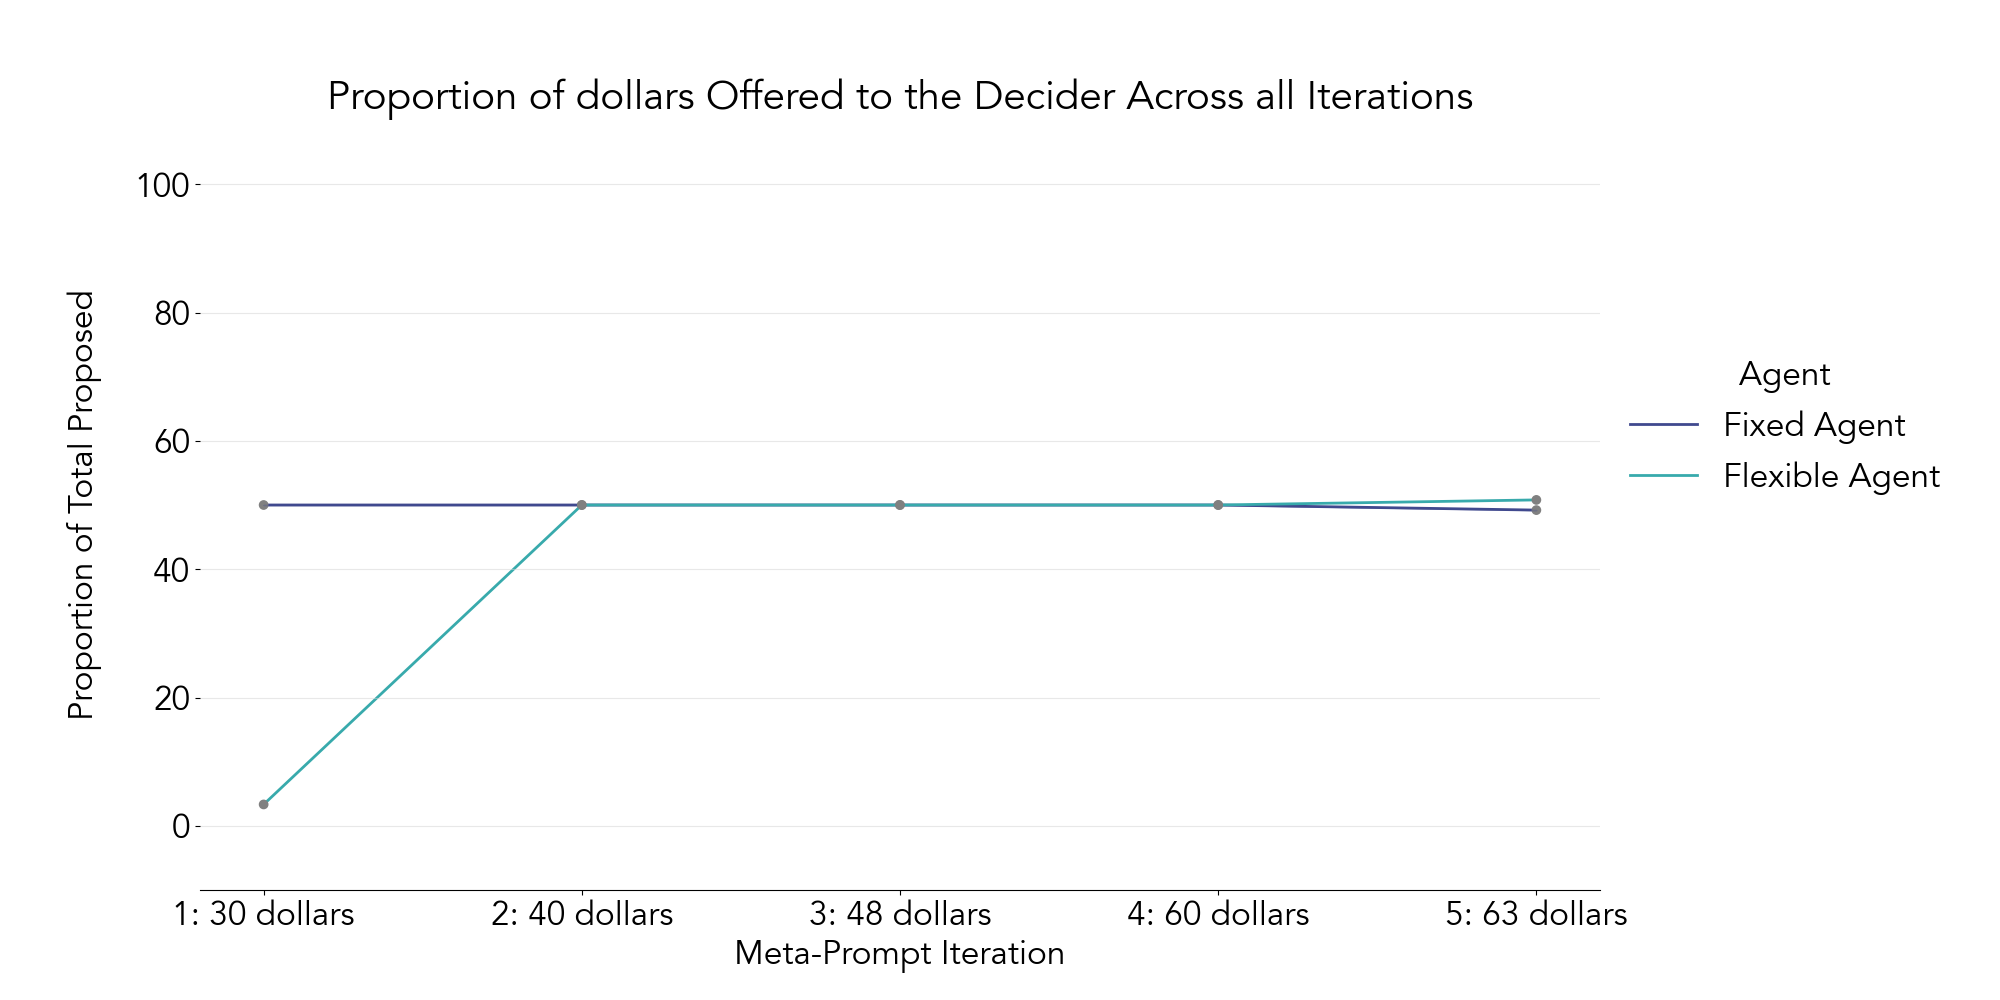 Proportion of dollars Offered to the Decider Across all Iterations
100
80
60
40
20
0
Proportion of Total Proposed
1: 30 dollars
2: 40 dollars
3: 48 dollars
4: 60 dollars
5: 63 dollars
Meta-Prompt Iteration
Agent
Fixed Agent
Flexible Agent